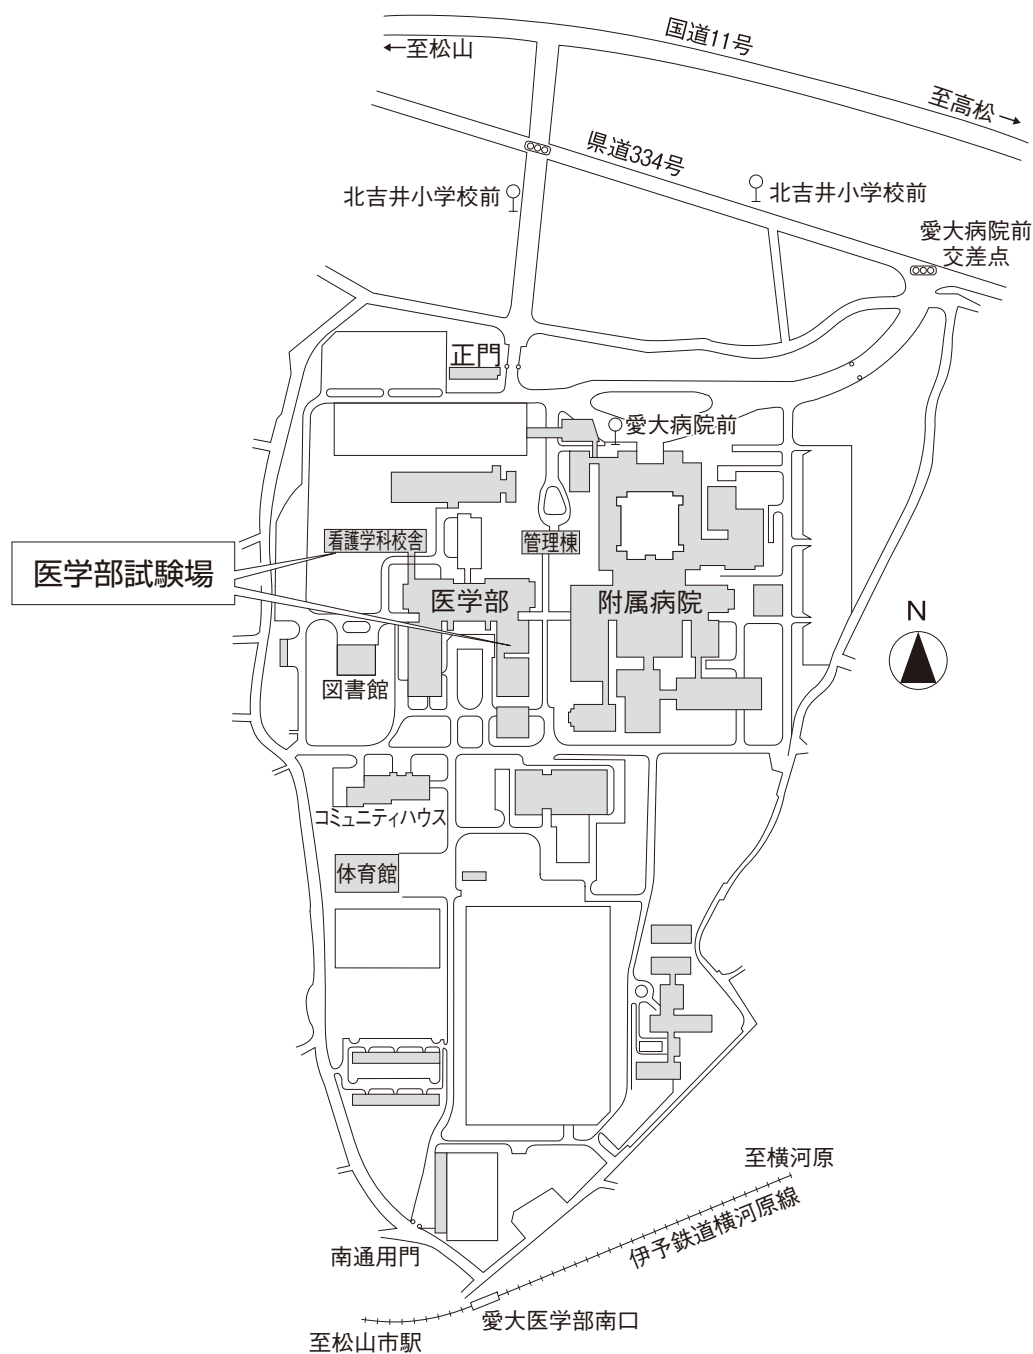 国道11号
←至松山
至高松→
県道334号
北吉井小学校前
北吉井小学校前
愛大病院前
交差点
正門
愛大病院前
看護学科校舎
管理棟
医学部試験場
医学部
附属病院
N
図書館
コミュニティハウス
体育館
至横河原
伊予鉄道横河原線
南通用門
愛大医学部南口
至松山市駅